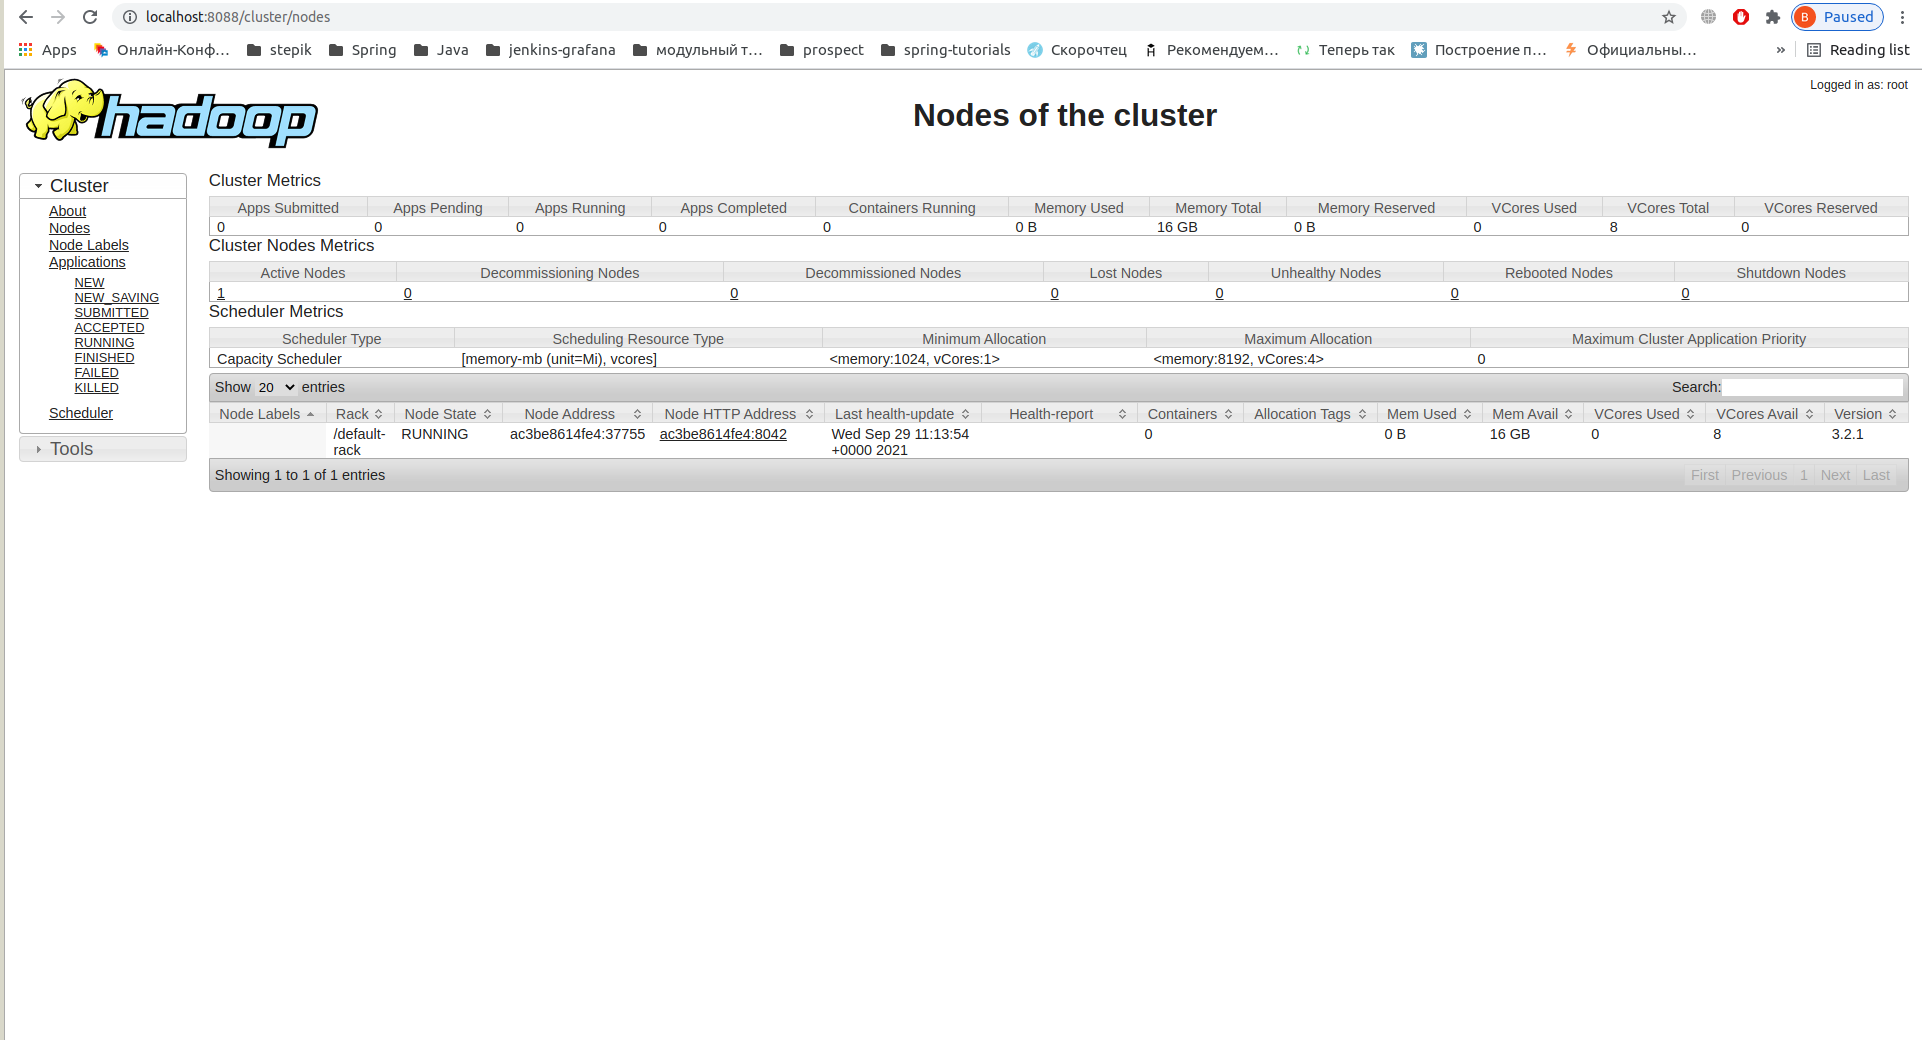 localhost:8088/cluster/nodes
B Paused
Apps Онлайн-Конф… stepik Spring Java jenkins-grafana модульный т… prospect spring-tutorials Скорочтец Рекомендуем… Теперь так Построение п… Официальны… » Reading list
Logged in as: root
hadoop
Nodes of the cluster
Cluster
About
Nodes
Node Labels
Applications
NEW
NEW_SAVING
SUBMITTED
ACCEPTED
RUNNING
FINISHED
FAILED
KILLED
Scheduler
Tools
Cluster Metrics
Apps Submitted Apps Pending Apps Running Apps Completed Containers Running Memory Used Memory Total Memory Reserved VCores Used VCores Total VCores Reserved
0 0 0 0 0 0 B 16 GB 0 B 0 8 0
Cluster Nodes Metrics
Active Nodes Decommissioning Nodes Decommissioned Nodes Lost Nodes Unhealthy Nodes Rebooted Nodes Shutdown Nodes
1 0 0 0 0 0 0
Scheduler Metrics
Scheduler Type Scheduling Resource Type Minimum Allocation Maximum Allocation Maximum Cluster Application Priority
Capacity Scheduler [memory-mb (unit=Mi), vcores] <memory:1024, vCores:1> <memory:8192, vCores:4> 0
Show 20 entries Search:
Node Labels Rack Node State Node Address Node HTTP Address Last health-update Health-report Containers Allocation Tags Mem Used Mem Avail VCores Used VCores Avail Version
/default- RUNNING ac3be8614fe4:37755 ac3be8614fe4:8042 Wed Sep 29 11:13:54 0 0 B 16 GB 0 8 3.2.1
rack +0000 2021
Showing 1 to 1 of 1 entries First Previous 1 Next Last